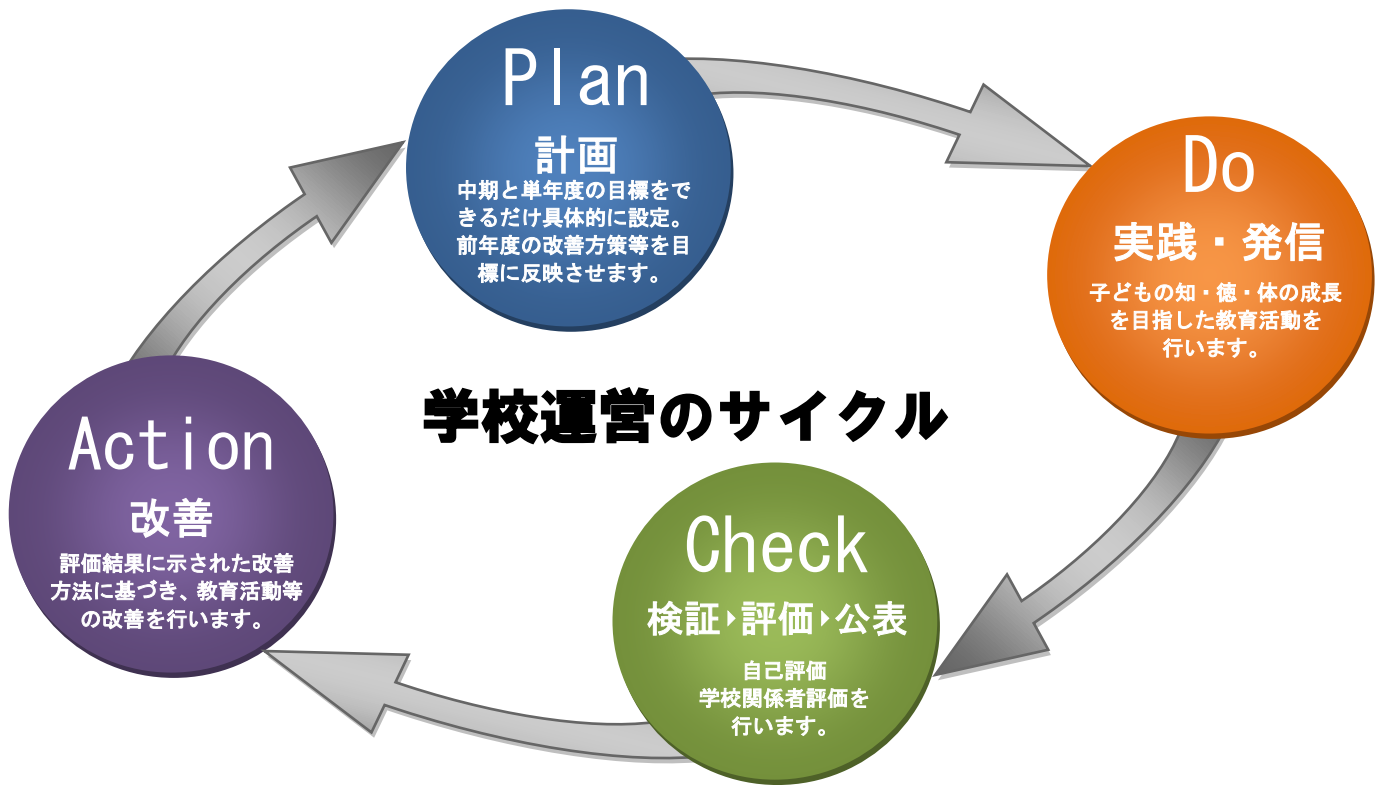 Plan
計画
中期と単年度の目標をで
きるだけ具体的に設定。
前年度の改善方策等を目
標に反映させます。
Do
実践・発信
子どもの知・徳・体の成長
を目指した教育活動を
行います。
学校運営のサイクル
Check
検証▸評価▸公表
自己評価
学校関係者評価を
行います。
Action
改善
評価結果に示された改善
方法に基づき、教育活動等
の改善を行います。